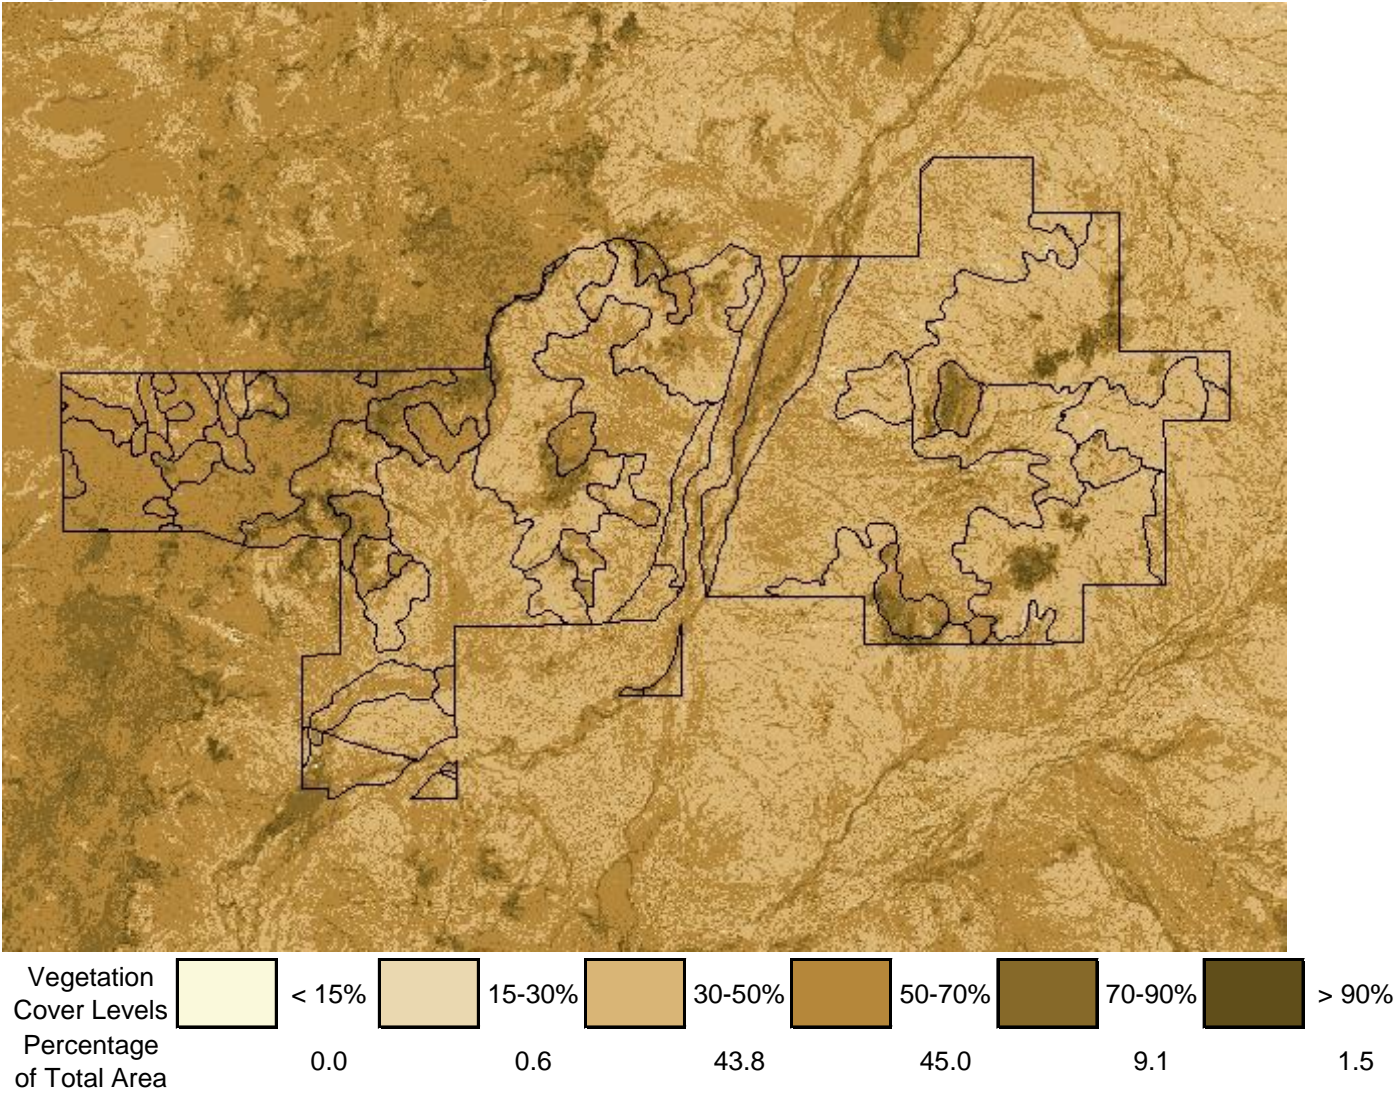 Vegetation
Cover Levels
< 15% 15-30% 30-50% 50-70% 70-90% > 90%
Percentage
of Total Area
0.0 0.6 43.8 45.0 9.1 1.5